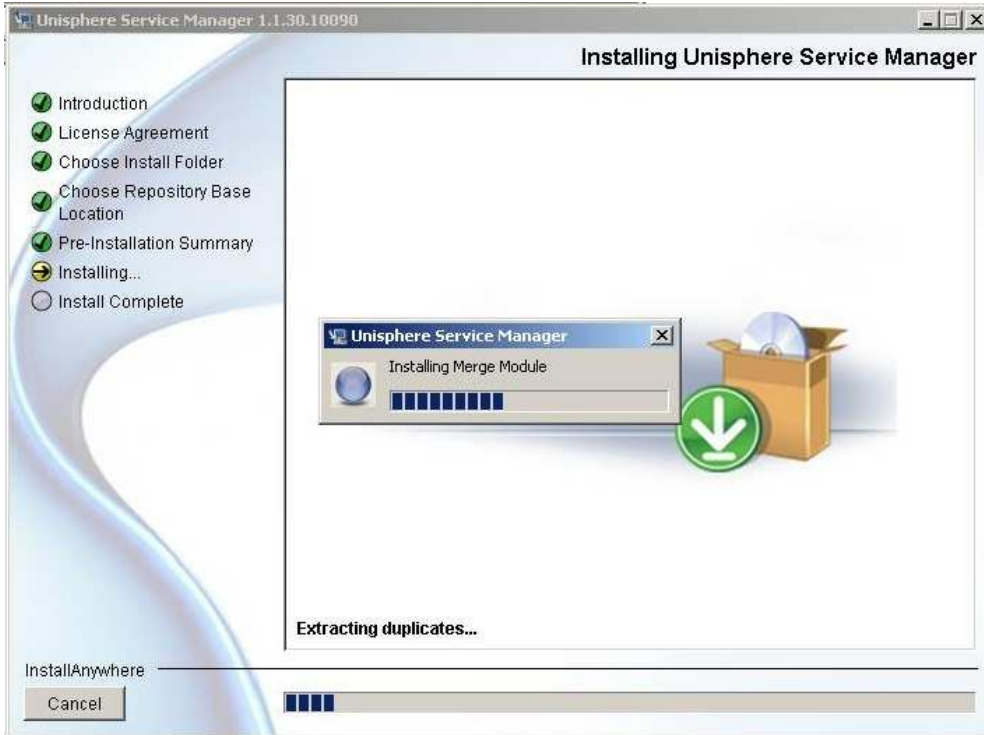 Unisphere Service Manager 1.1.30.10090
Installing Unisphere Service Manager
Introduction
License Agreement
Choose Install Folder
Choose Repository Base
Location
Pre-Installation Summary
Installing...
Install Complete
Unisphere Service Manager
Installing Merge Module
Extracting duplicates...
InstallAnywhere
Cancel